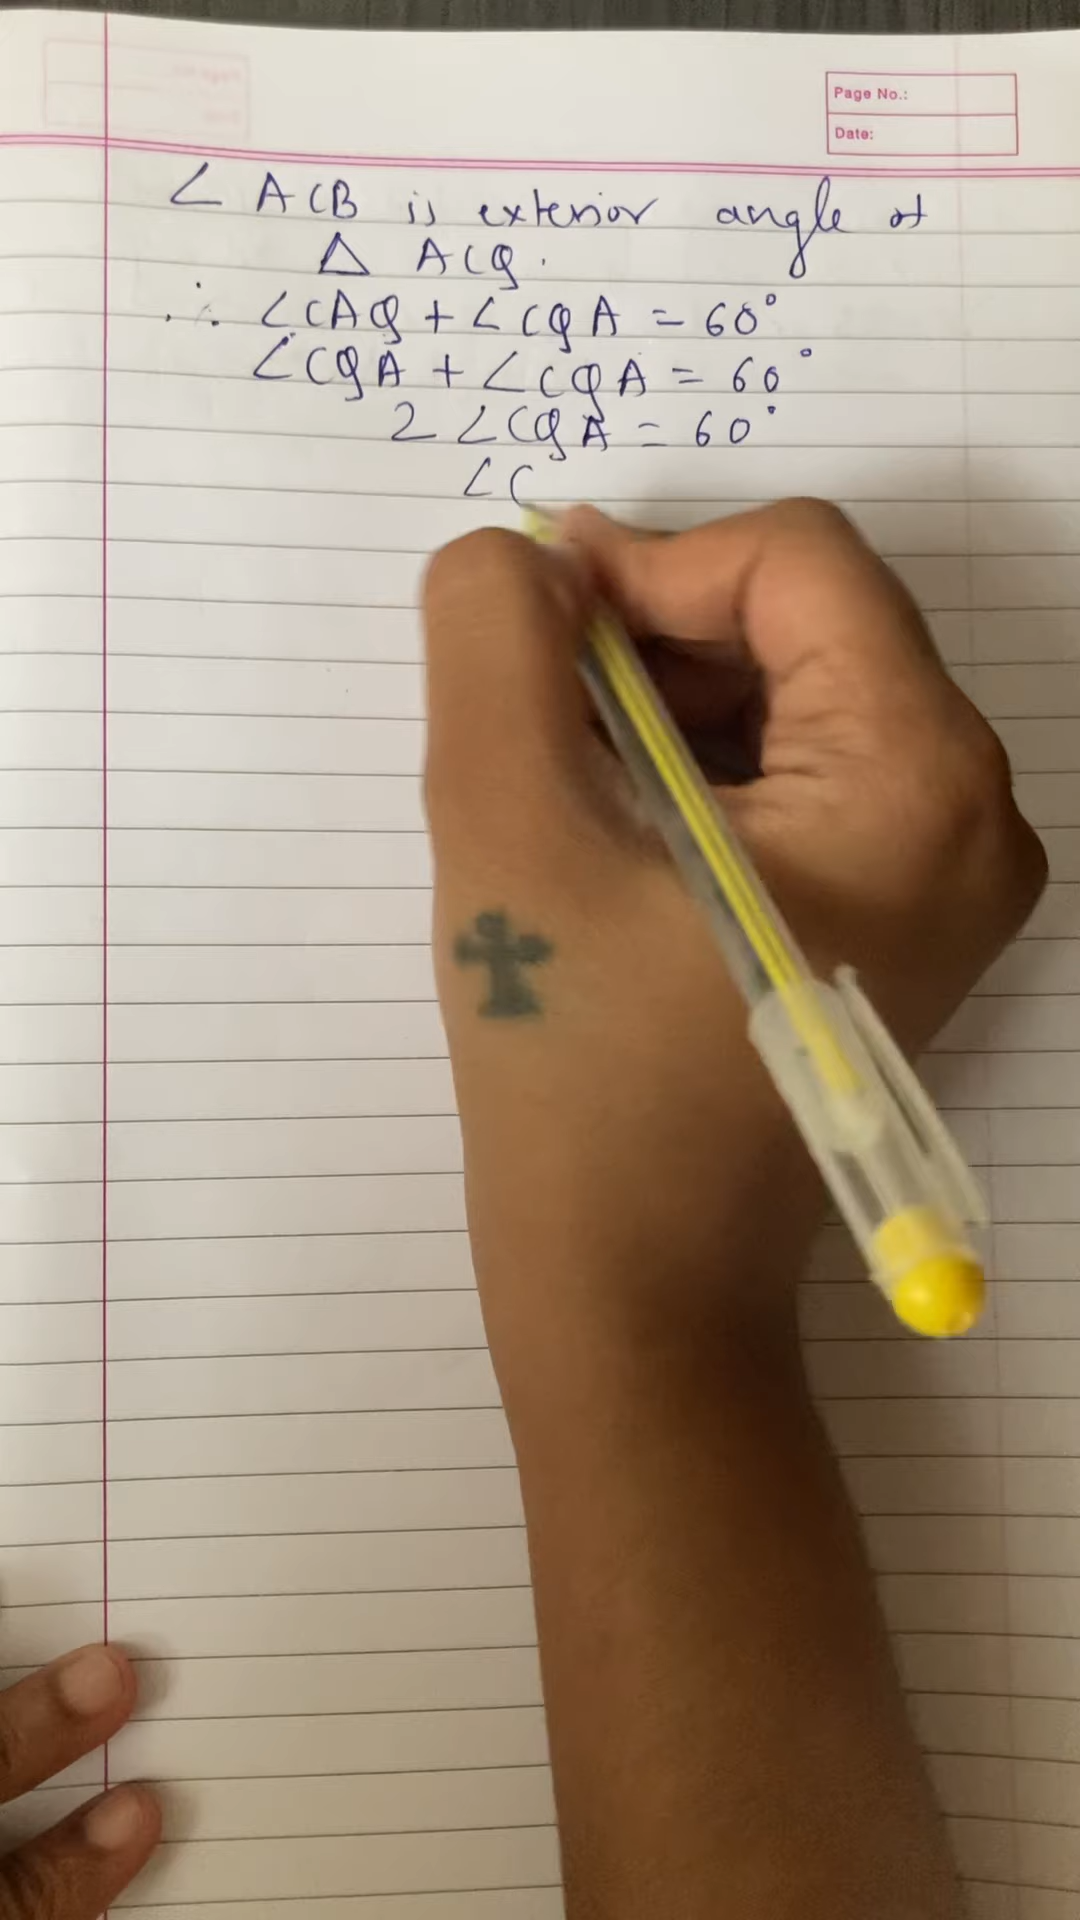 Page No.:
Date:
∠ ACB is exterior angle of
△ ACQ.
∴ ∠CAQ + ∠CQA = 60°
∠CQA + ∠CQA = 60°
2 ∠CQA = 60°
∠C